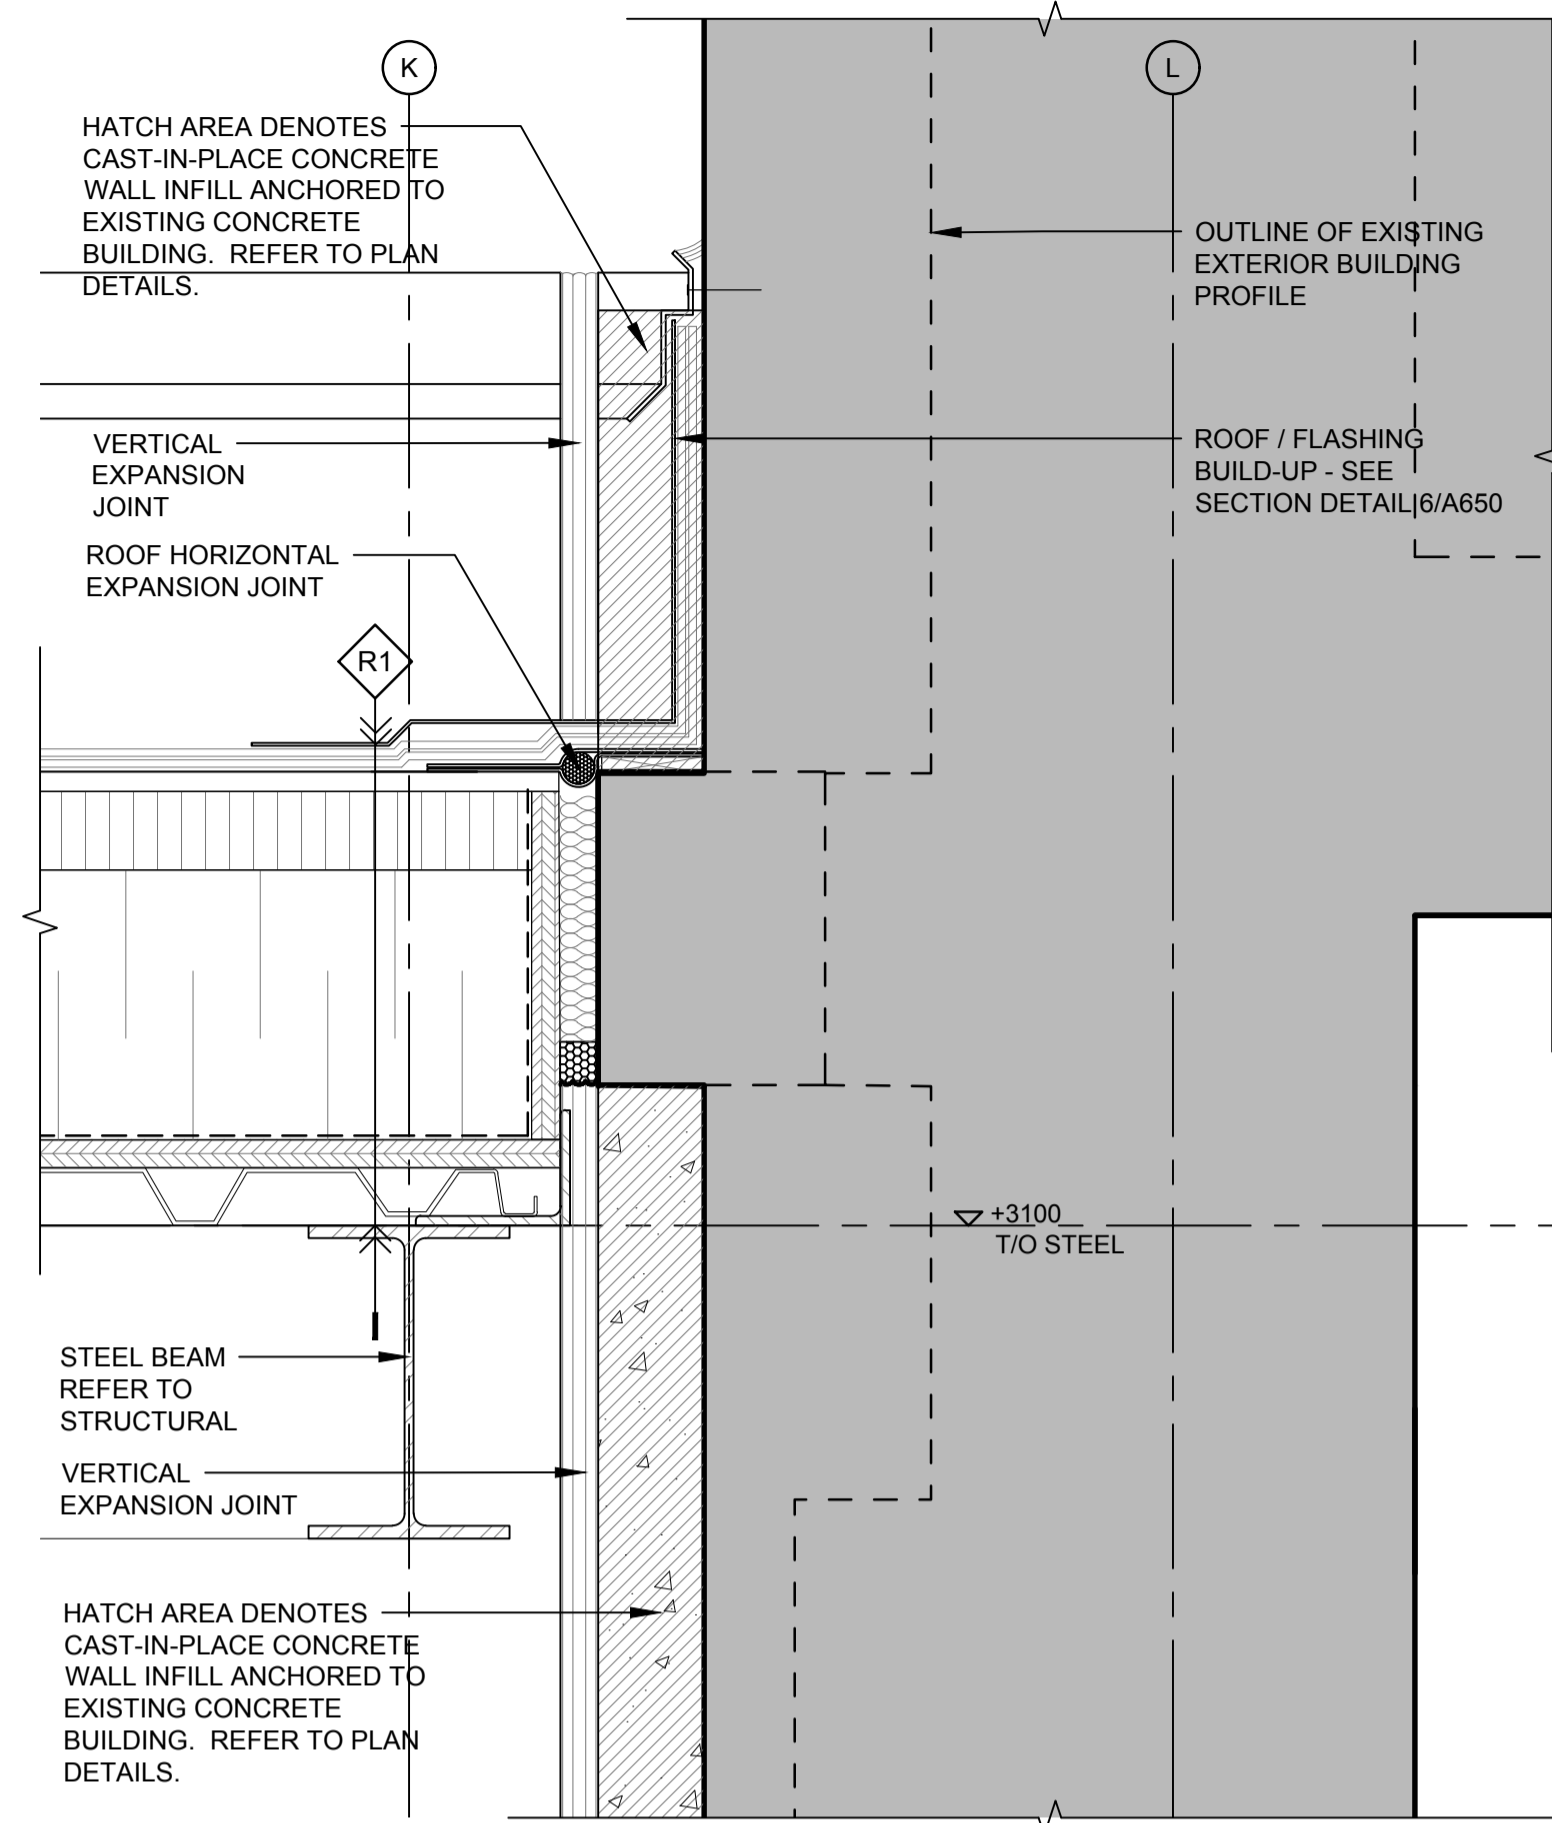 K
L
HATCH AREA DENOTES
CAST-IN-PLACE CONCRETE
WALL INFILL ANCHORED TO
EXISTING CONCRETE
BUILDING. REFER TO PLAN
DETAILS.
OUTLINE OF EXISTING
EXTERIOR BUILDING
PROFILE
VERTICAL
EXPANSION
JOINT
ROOF / FLASHING
BUILD-UP - SEE
SECTION DETAIL 6/A650
ROOF HORIZONTAL
EXPANSION JOINT
R1
+3100
T/O STEEL
STEEL BEAM
REFER TO
STRUCTURAL
VERTICAL
EXPANSION JOINT
HATCH AREA DENOTES
CAST-IN-PLACE CONCRETE
WALL INFILL ANCHORED TO
EXISTING CONCRETE
BUILDING. REFER TO PLAN
DETAILS.